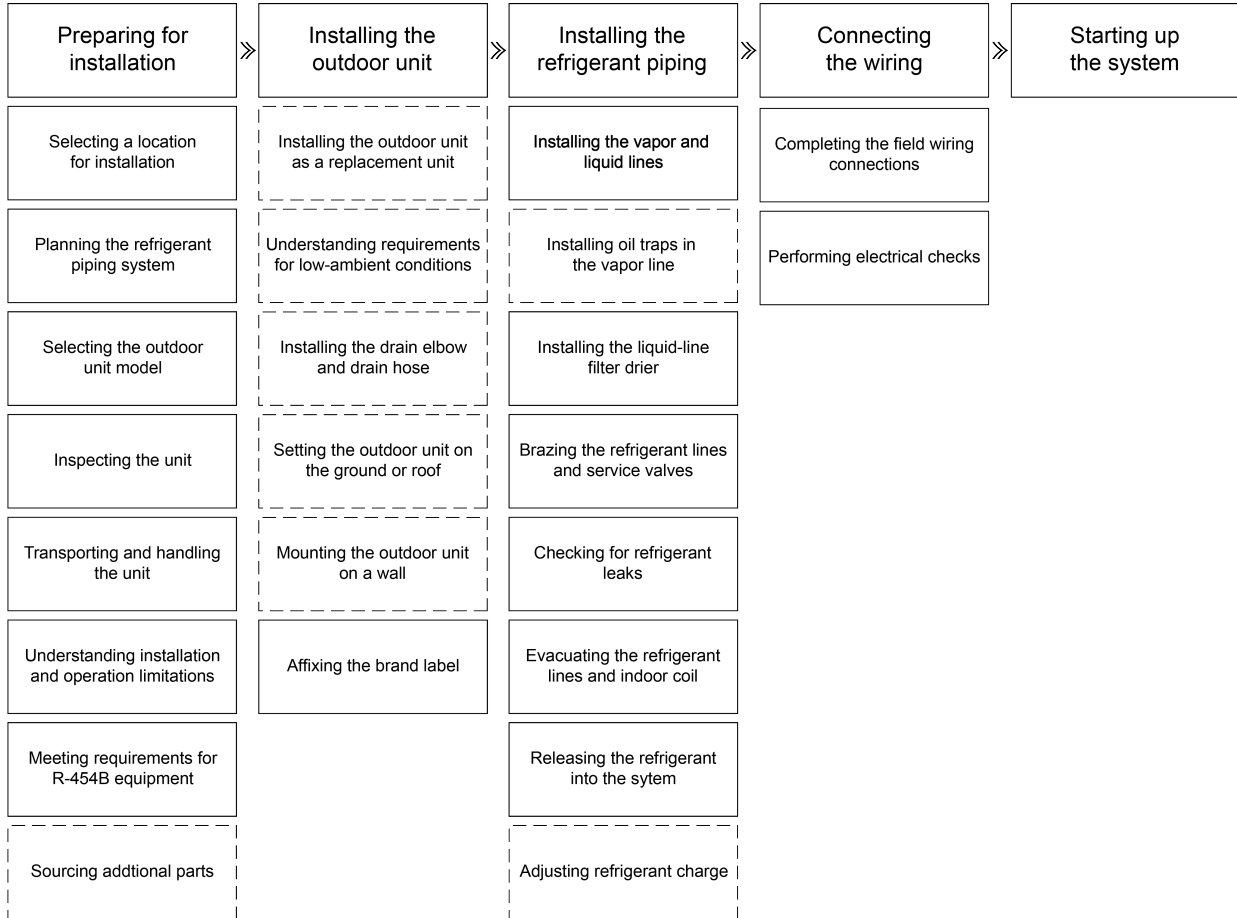 Preparing for
installation
Installing the
outdoor unit
Installing the
refrigerant piping
Connecting
the wiring
Starting up
the system
Selecting a location
for installation
Planning the refrigerant
piping system
Selecting the outdoor
unit model
Inspecting the unit
Transporting and handling
the unit
Understanding installation
and operation limitations
Meeting requirements for
R-454B equipment
Sourcing addtional parts
Installing the outdoor unit
as a replacement unit
Understanding requirements
for low-ambient conditions
Installing the drain elbow
and drain hose
Setting the outdoor unit on
the ground or roof
Mounting the outdoor unit
on a wall
Affixing the brand label
Installing the vapor and
liquid lines
Installing oil traps in
the vapor line
Installing the liquid-line
filter drier
Brazing the refrigerant lines
and service valves
Checking for refrigerant
leaks
Evacuating the refrigerant
lines and indoor coil
Releasing the refrigerant
into the sytem
Adjusting refrigerant charge
Completing the field wiring
connections
Performing electrical checks